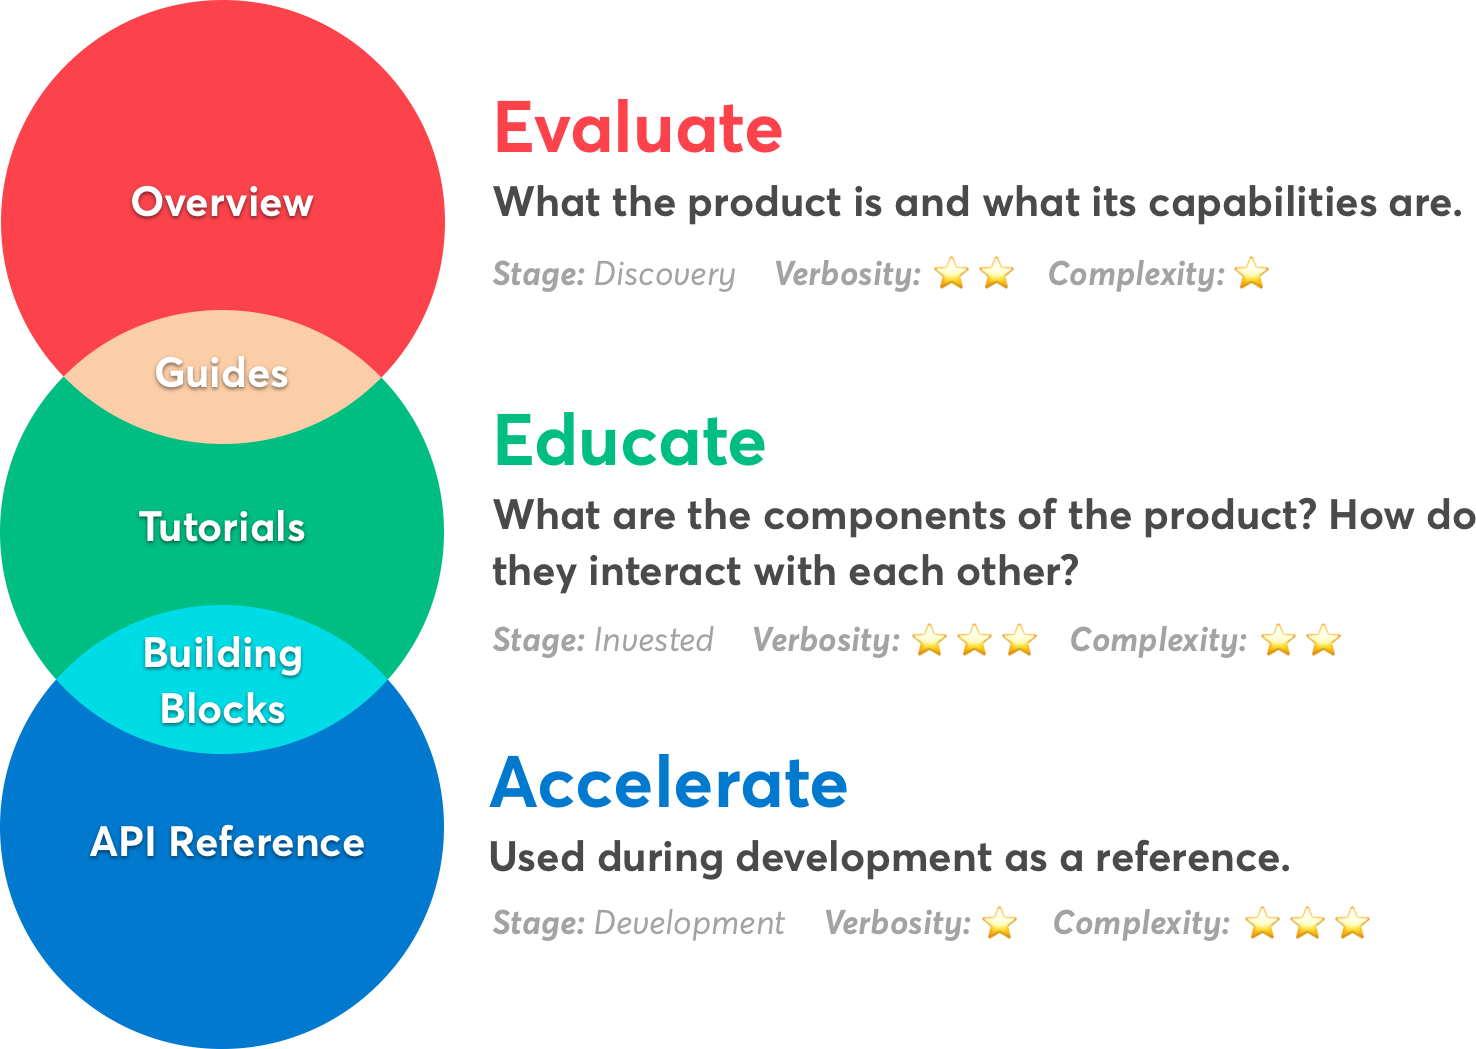 Overview
Guides
Tutorials
Building
Blocks
API Reference
Evaluate
What the product is and what its capabilities are.
Stage: Discovery Verbosity: ⭐⭐ Complexity: ⭐
Educate
What are the components of the product? How do
they interact with each other?
Stage: Invested Verbosity: ⭐⭐⭐ Complexity: ⭐⭐
Accelerate
Used during development as a reference.
Stage: Development Verbosity: ⭐ Complexity: ⭐⭐⭐